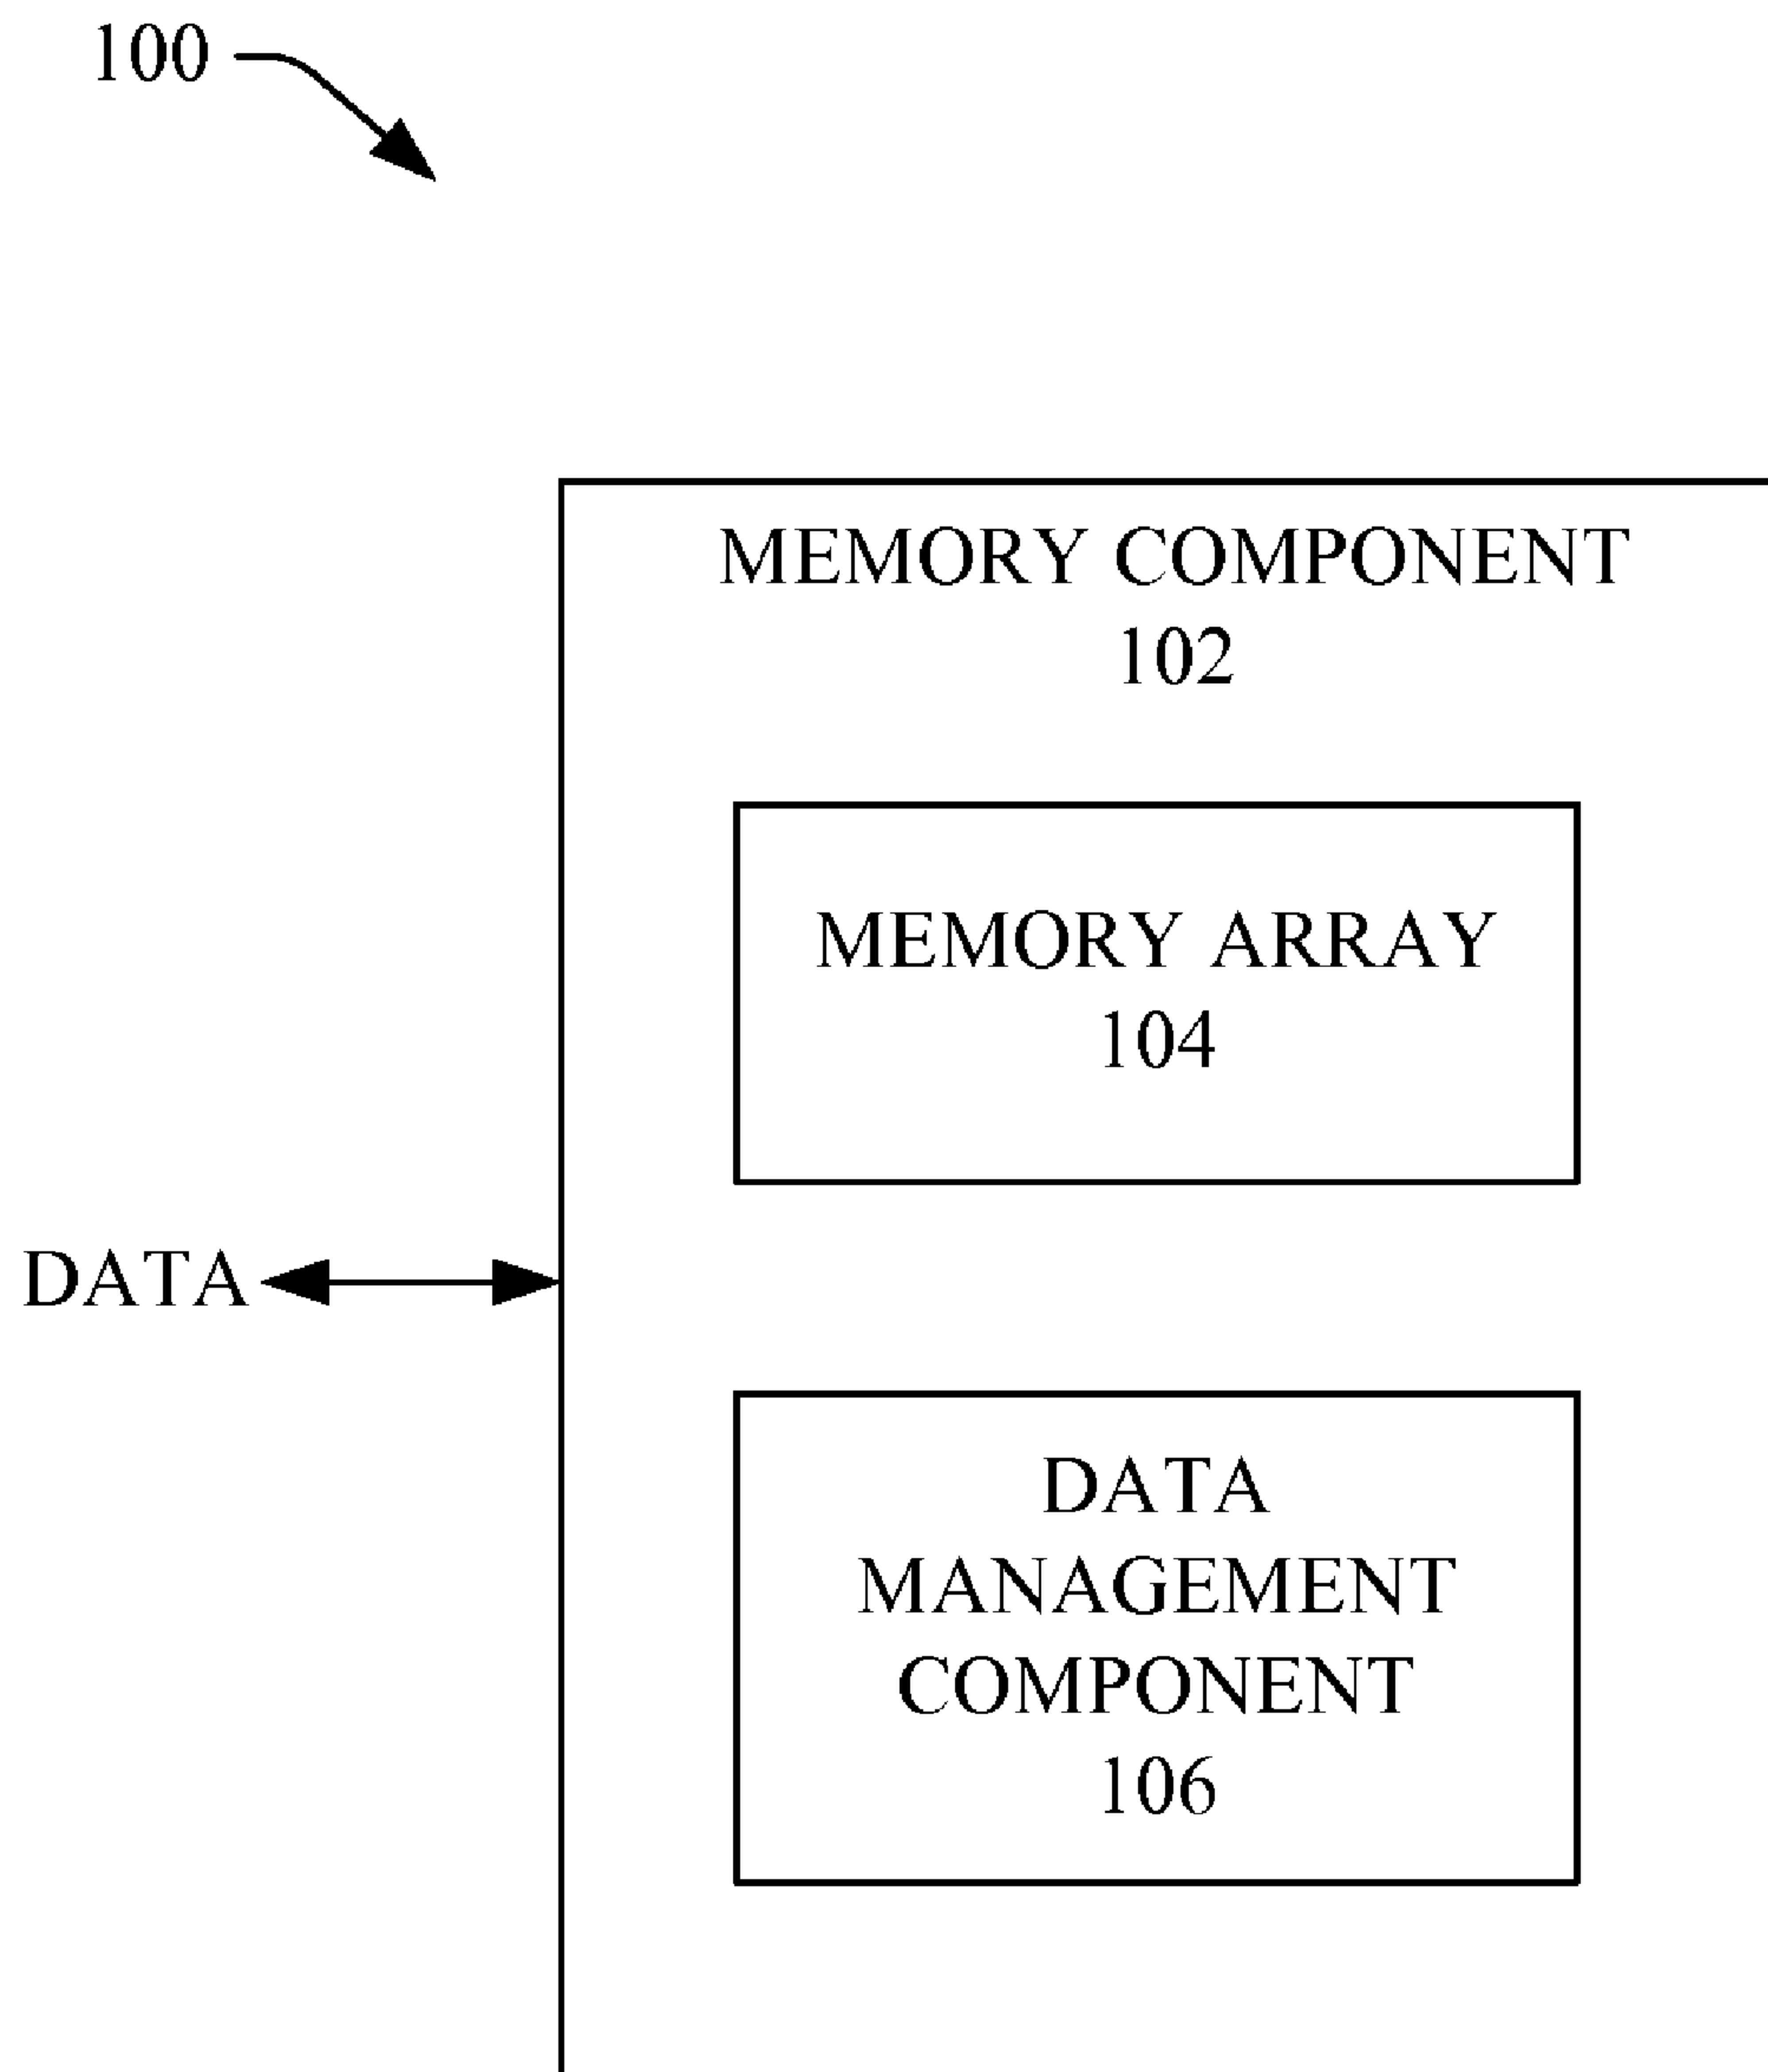 100
MEMORY COMPONENT
102
MEMORY ARRAY
104
DATA
DATA
MANAGEMENT
COMPONENT
106